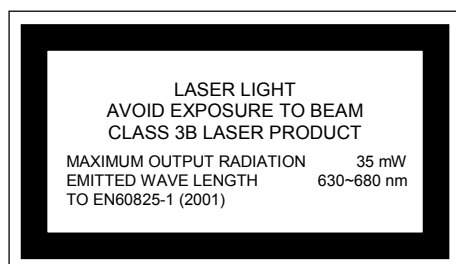 LASER LIGHT
AVOID EXPOSURE TO BEAM
CLASS 3B LASER PRODUCT
MAXIMUM OUTPUT RADIATION 35 mW
EMITTED WAVE LENGTH 630~680 nm
TO EN60825-1 (2001)